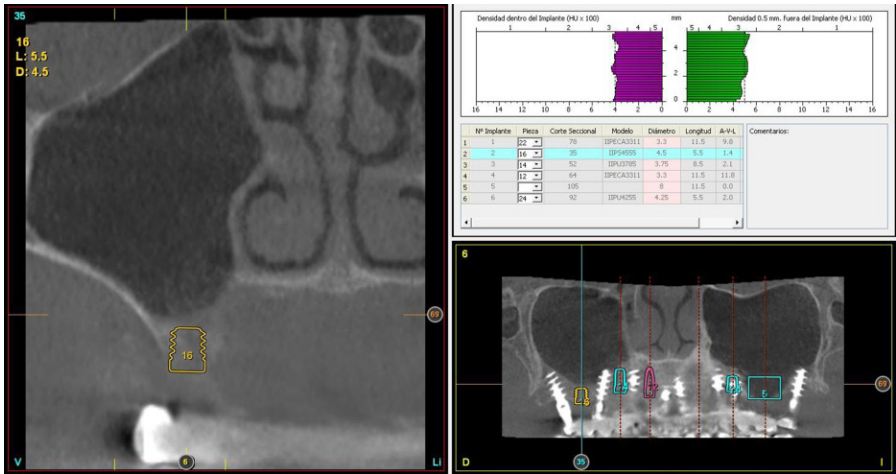 35
16
L: 5.5
D: 4.5
16
69
V
6
Li
Densidad dentro del Implante (HU x 100)
mm
Densidad 0.5 mm. fuera del Implante (HU x 100)
1
2
3
4
5
5
4
3
2
1
4
2
0
16 14 12 10 8 6 4 2 0
0 2 4 6 8 10 12 14 16
Nº Implante Pieza Corte Seccional Modelo Diámetro Longitud A-V-L
1 1 22 78 IIPECA3311 3.3 11.5 9.8
2 2 16 35 IIPS4555 4.5 5.5 1.4
3 3 14 52 IIPU3785 3.75 8.5 2.1
4 4 12 64 IIPECA3311 3.3 11.5 11.8
5 5 105 8 11.5 0.0
6 6 24 92 IIPU4255 4.25 5.5 2.0
Comentarios:
6
69
D
35
I